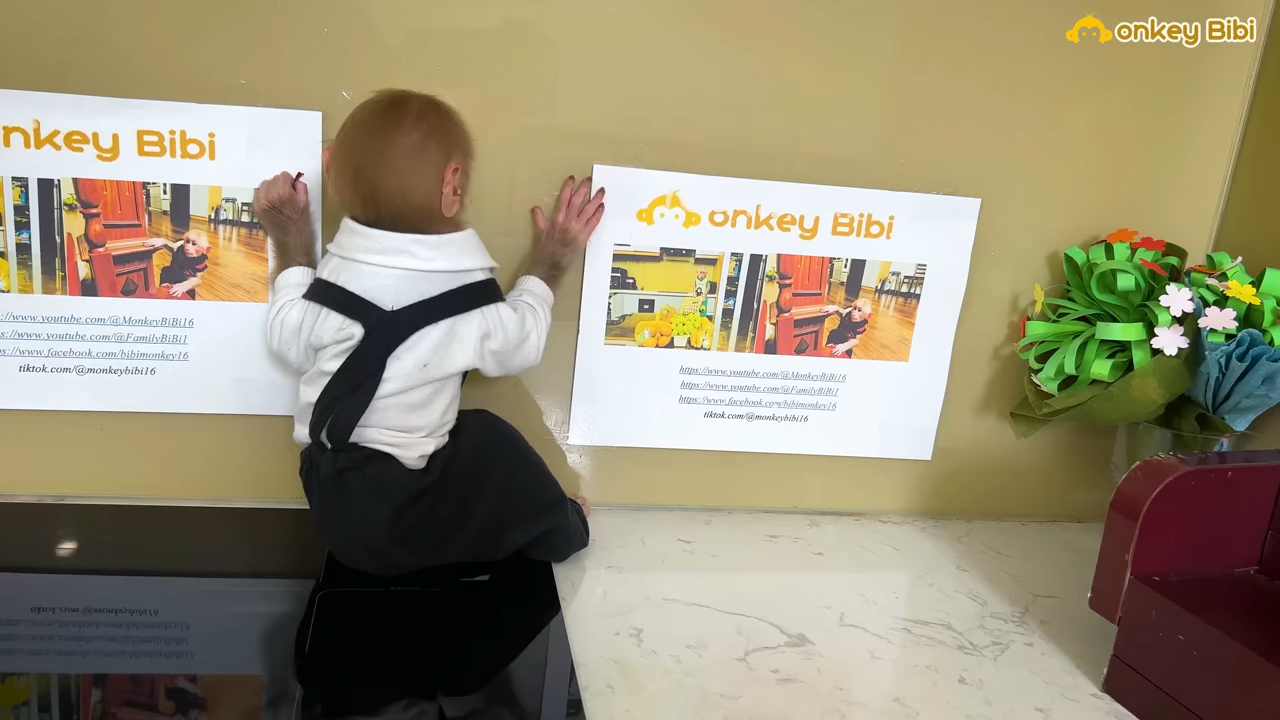 onkey Bibi
nkey Bibi
s://www.youtube.com/@MonkeyBiBi16
s://www.youtube.com/@FamilyBiBi1
s://www.facebook.com/bibimonkey16
tiktok.com/@monkeybibi16
onkey Bibi
https://www.youtube.com/@MonkeyBiBi16
https://www.youtube.com/@FamilyBiBi1
https://www.facebook.com/bibimonkey16
tiktok.com/@monkeybibi16